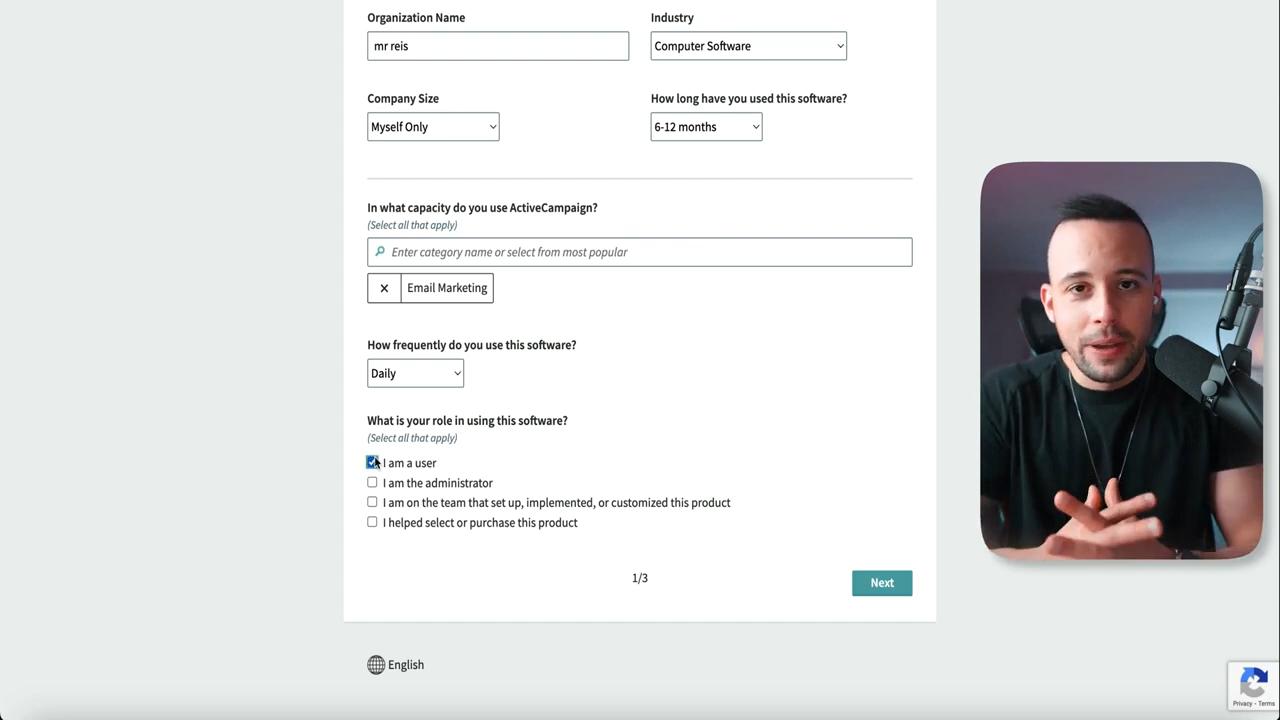 Organization Name
Industry
mr reis
Computer Software
Company Size
How long have you used this software?
Myself Only
6-12 months
In what capacity do you use ActiveCampaign?
(Select all that apply)
Enter category name or select from most popular
Email Marketing
How frequently do you use this software?
Daily
What is your role in using this software?
(Select all that apply)
I am a user
I am the administrator
I am on the team that set up, implemented, or customized this product
I helped select or purchase this product
1/3
Next
English
Privacy - Terms